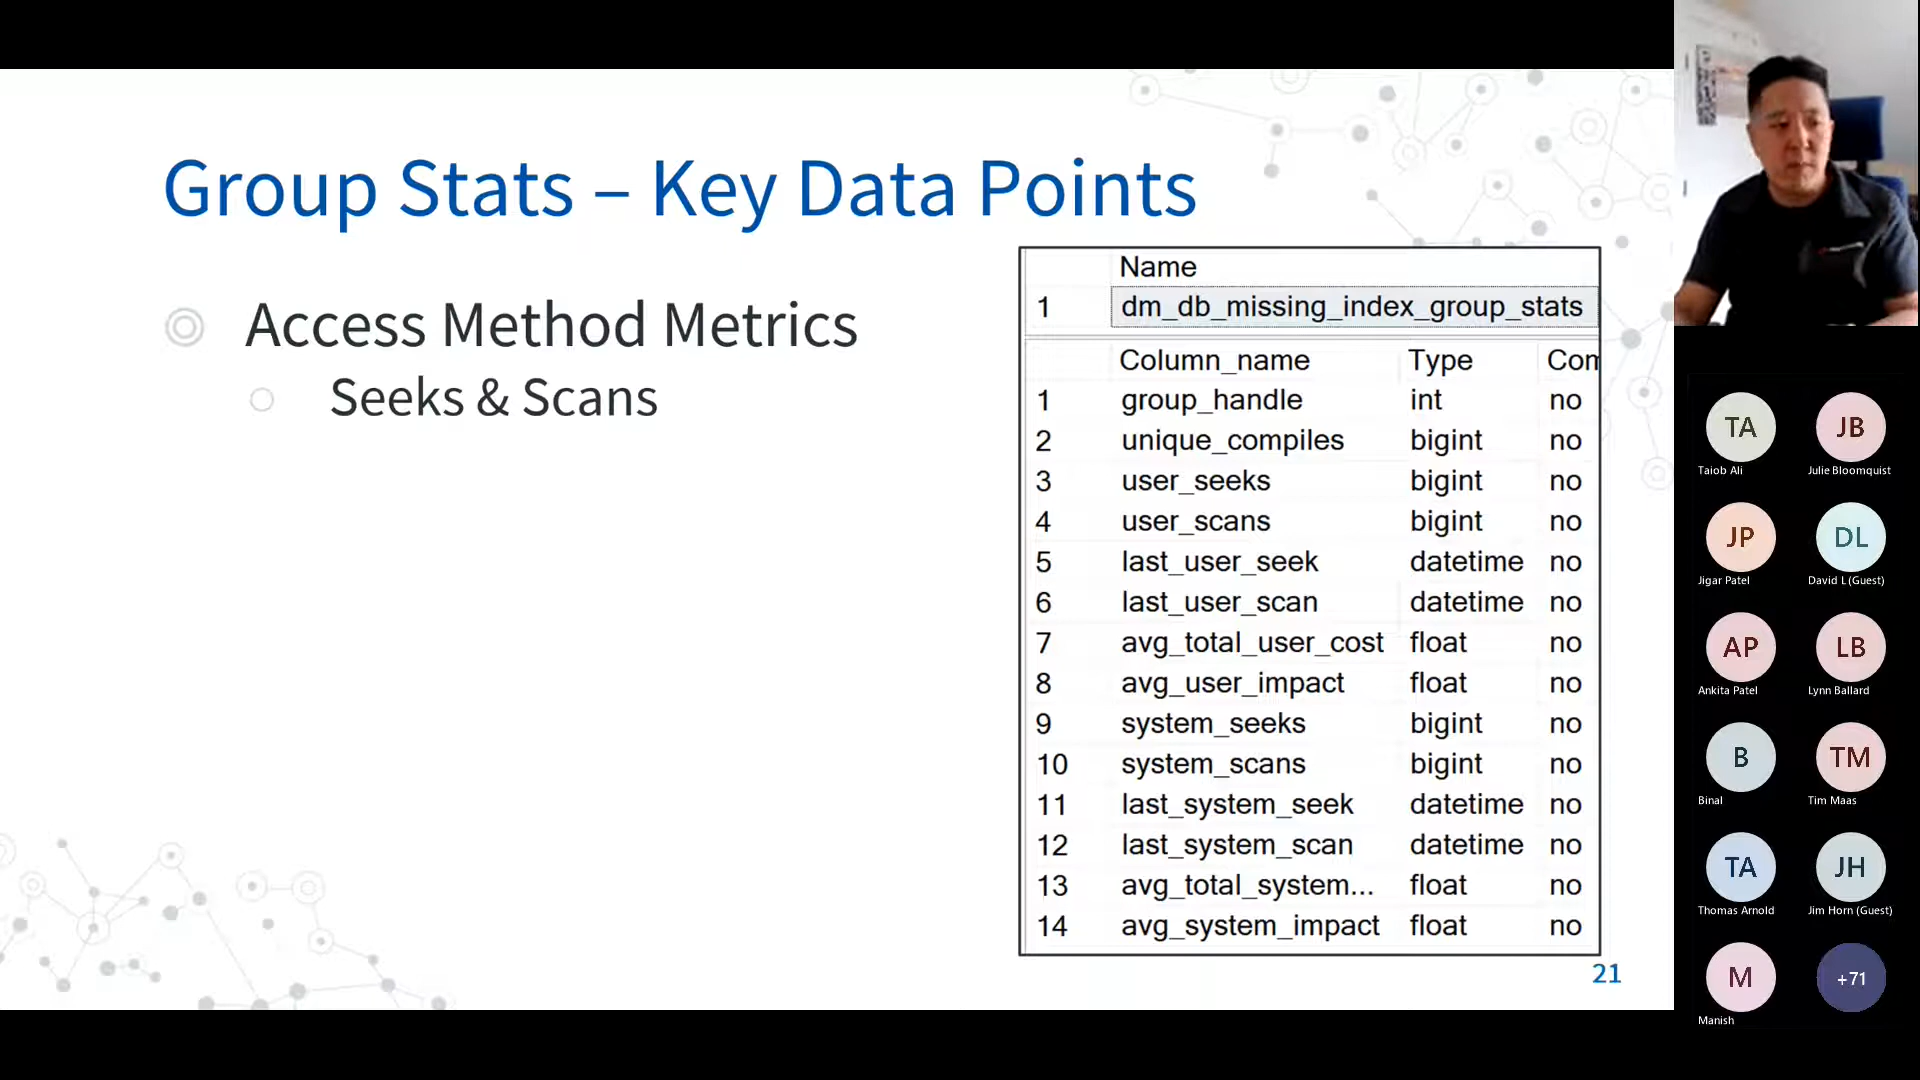 Group Stats – Key Data Points
Access Method Metrics
Seeks & Scans
Name
1 dm_db_missing_index_group_stats
Column_name Type Com
1 group_handle int no
2 unique_compiles bigint no
3 user_seeks bigint no
4 user_scans bigint no
5 last_user_seek datetime no
6 last_user_scan datetime no
7 avg_total_user_cost float no
8 avg_user_impact float no
9 system_seeks bigint no
10 system_scans bigint no
11 last_system_seek datetime no
12 last_system_scan datetime no
13 avg_total_system... float no
14 avg_system_impact float no
21
TA JB
Taiob Ali Julie Bloomquist
JP DL
Jigar Patel David L (Guest)
AP LB
Ankita Patel Lynn Ballard
B TM
Binal Tim Maas
TA JH
Thomas Arnold Jim Horn (Guest)
M +71
Manish